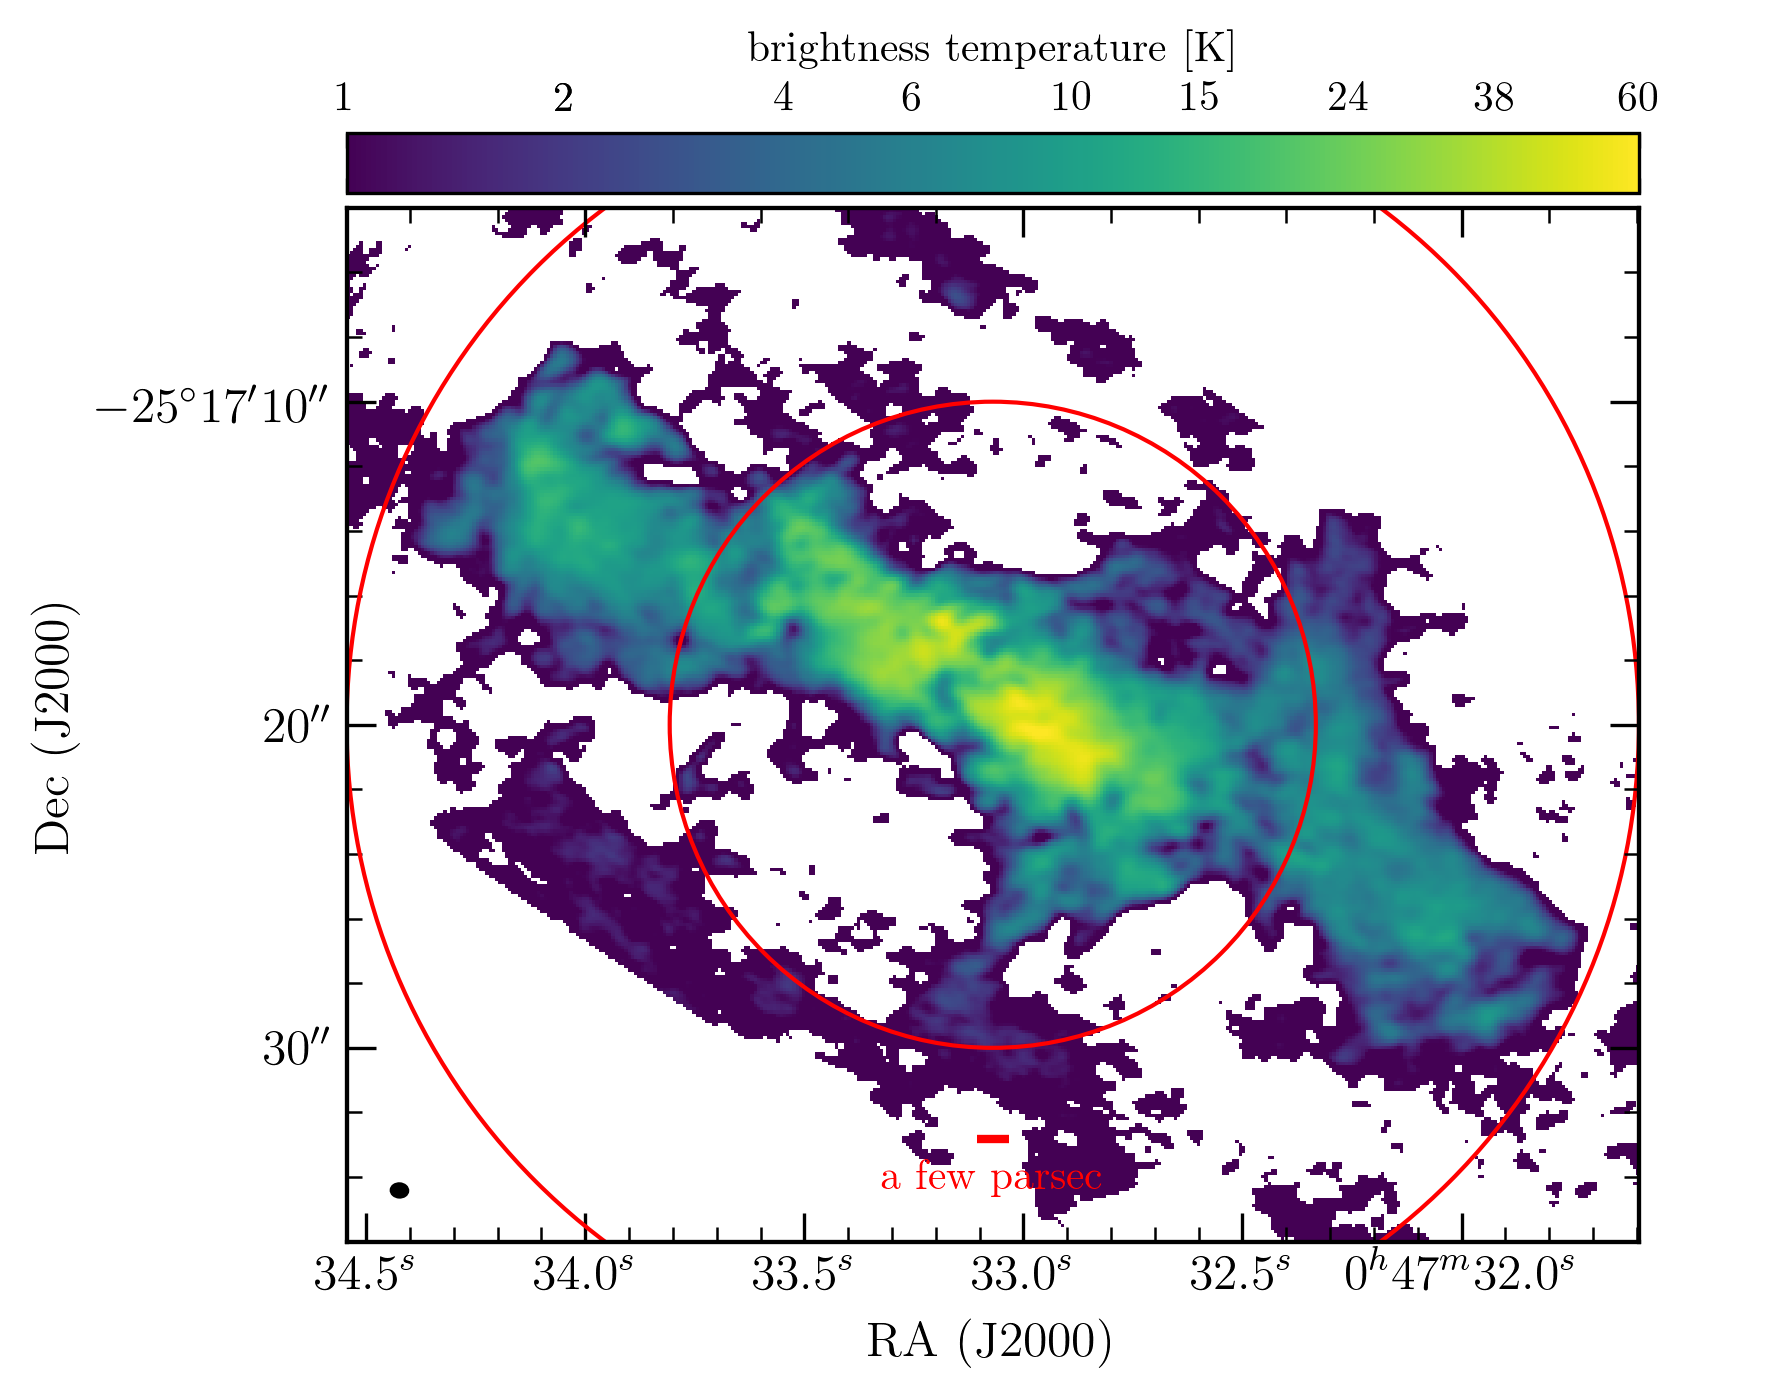 brightness temperature [K]
1 2 4 6 10 15 24 38 60
−25°17′10″
20″
30″
Dec (J2000)
a few parsec
34.5ˢ 34.0ˢ 33.5ˢ 33.0ˢ 32.5ˢ 0ʰ47ᵐ32.0ˢ
RA (J2000)